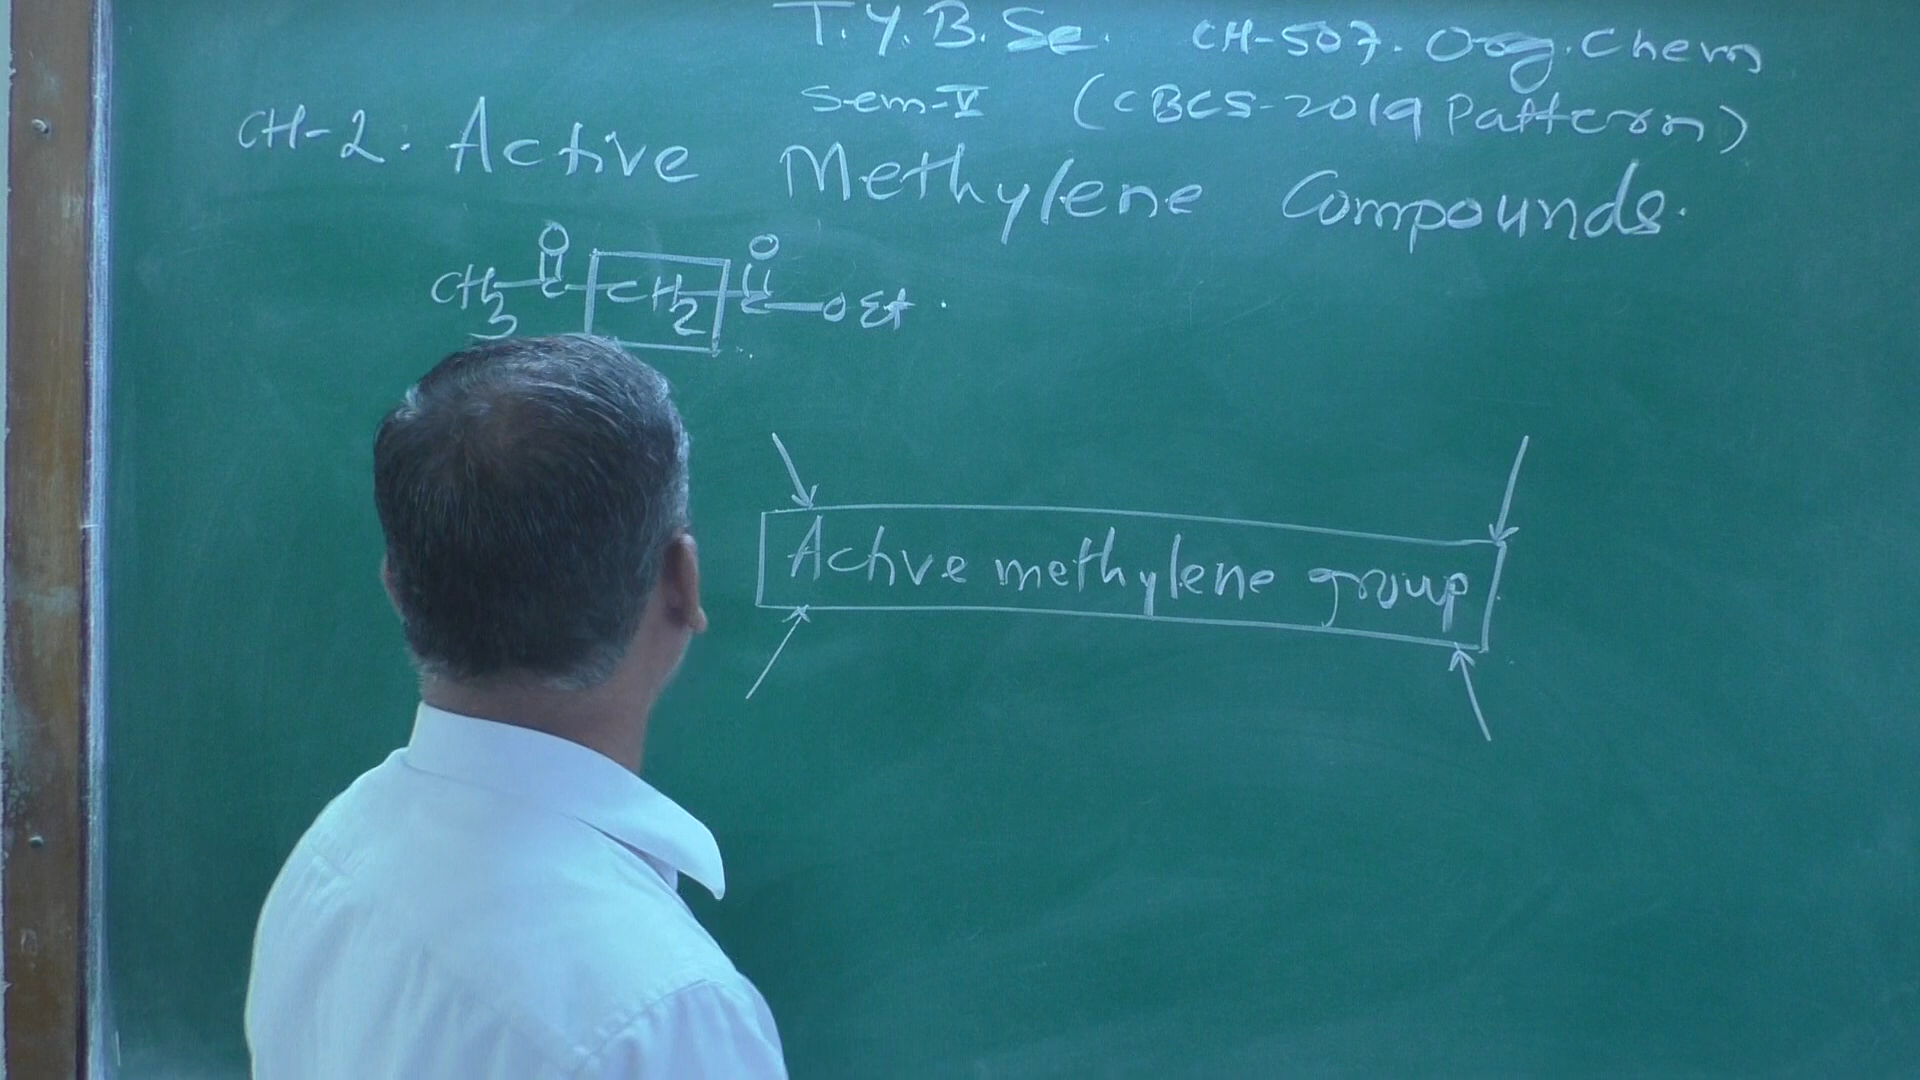 T.Y.B.Sc. CH-507. Org. Chem
Sem-V (CBCS-2019 Pattern)
CH-2. Active Methylene Compounds.
O O
CH3-C-CH2-C-OEt.
Active methylene group